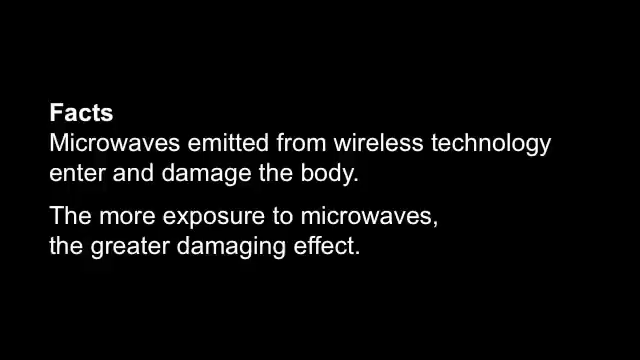 Facts
Microwaves emitted from wireless technology
enter and damage the body.
The more exposure to microwaves,
the greater damaging effect.